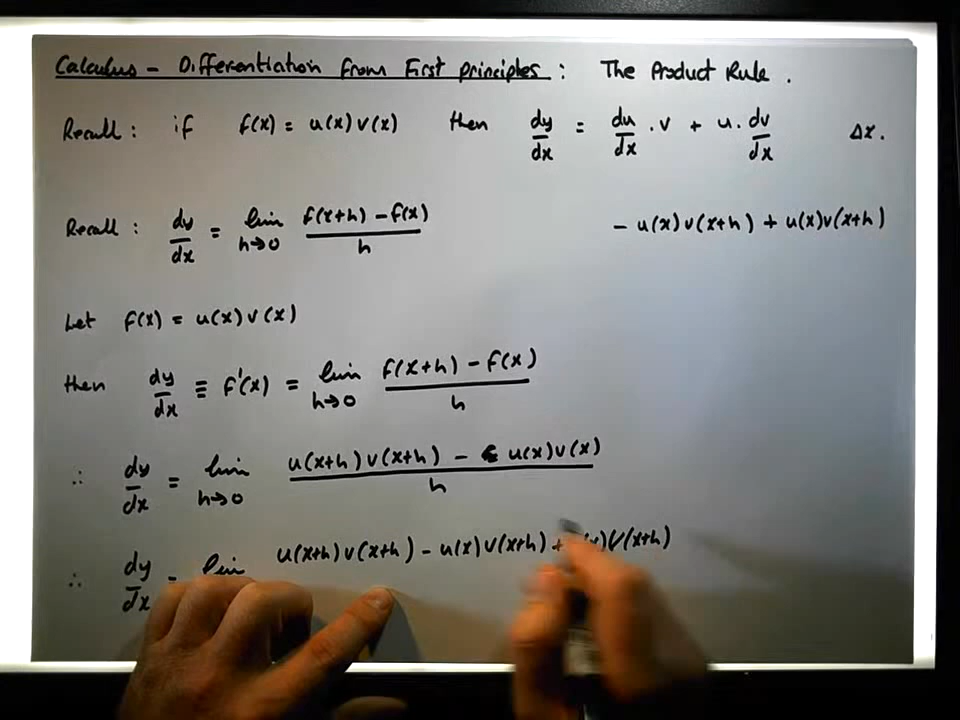 Calculus - Differentiation from First Principles : The Product Rule .
Recall : if f(x) = u(x) v(x) then dy/dx = du/dx . v + u . dv/dx Δx.
Recall : dy/dx = lim h→0 f(x+h) - f(x) / h - u(x) v(x+h) + u(x)v(x+h)
Let f(x) = u(x) v(x)
then dy/dx ≡ f'(x) = lim h→0 f(x+h) - f(x) / h
∴ dy/dx = lim h→0 u(x+h) v(x+h) - u(x)v(x) / h
∴ dy/dx = lim u(x+h) v(x+h) - u(x) v(x+h) + v(x+h)